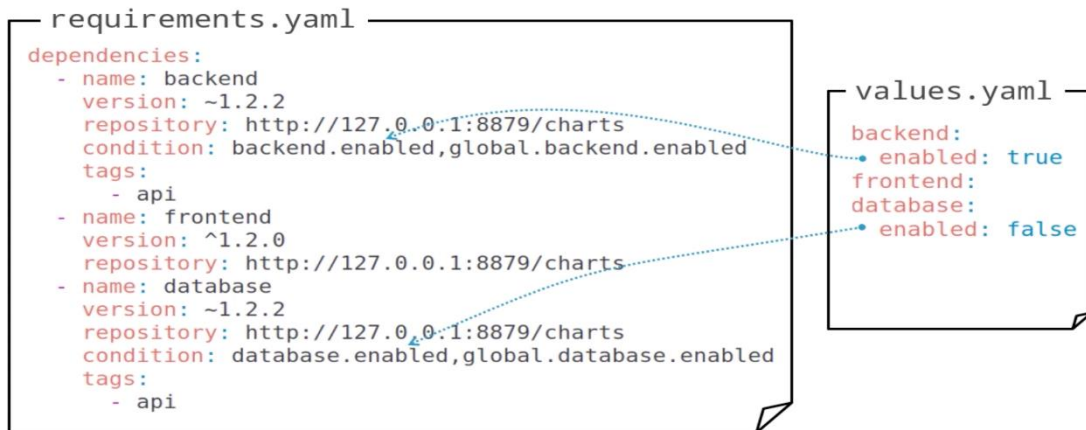 requirements.yaml
dependencies:
  - name: backend
    version: ~1.2.2
    repository: http://127.0.0.1:8879/charts
    condition: backend.enabled,global.backend.enabled
    tags:
      - api
  - name: frontend
    version: ^1.2.0
    repository: http://127.0.0.1:8879/charts
  - name: database
    version: ~1.2.2
    repository: http://127.0.0.1:8879/charts
    condition: database.enabled,global.database.enabled
    tags:
      - api
values.yaml
backend:
  enabled: true
frontend:
database:
  enabled: false